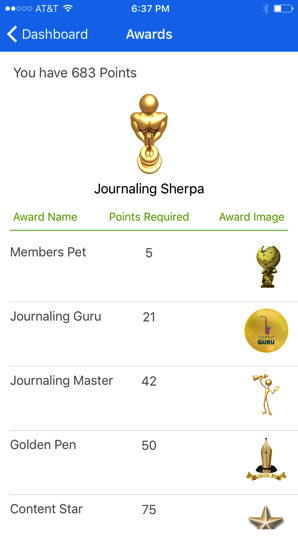 AT&T 6:37 PM
Dashboard Awards
You have 683 Points
Journaling Sherpa
Award Name Points Required Award Image
Members Pet 5
Journaling Guru 21
CONTENT
GURU
Journaling Master 42
Golden Pen 50
Content Star 75